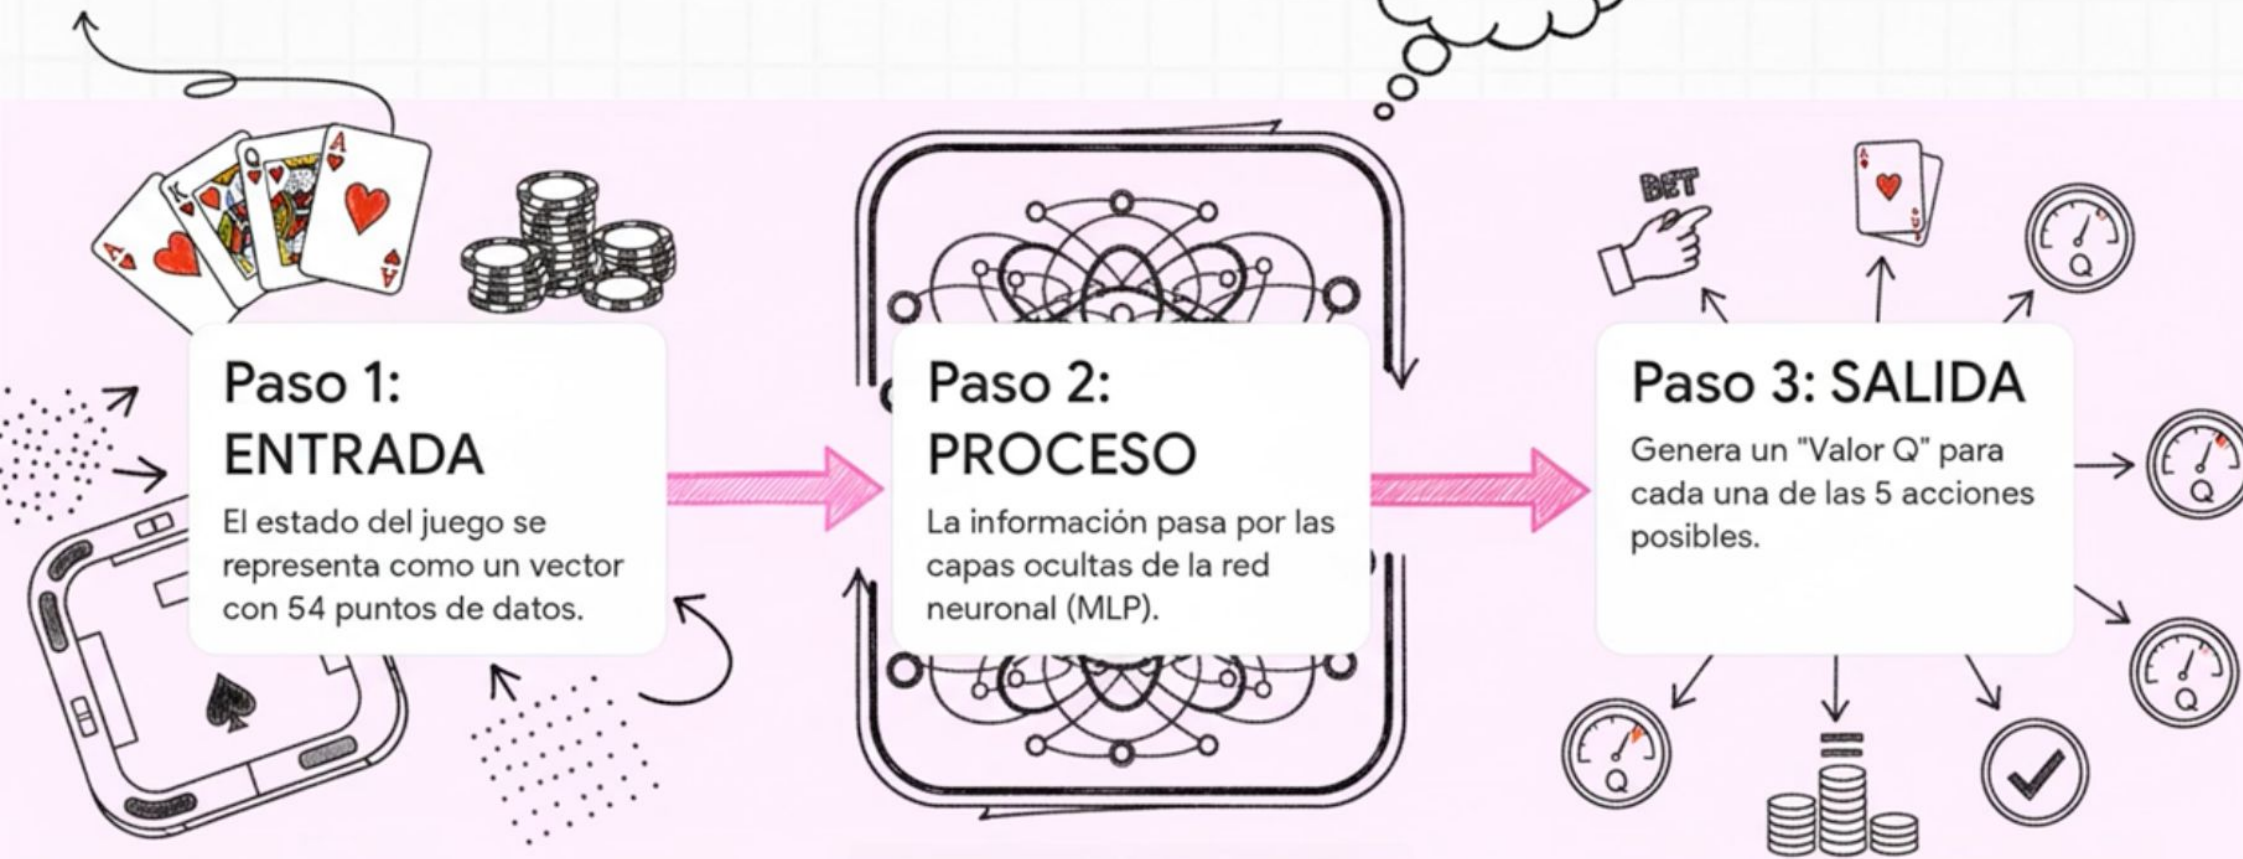 A
K
Q
A
A
A
Paso 1:
ENTRADA
El estado del juego se
representa como un vector
con 54 puntos de datos.
Paso 2:
PROCESO
La información pasa por las
capas ocultas de la red
neuronal (MLP).
BET
A
Q
Paso 3: SALIDA
Genera un "Valor Q" para
cada una de las 5 acciones
posibles.
Q
Q
Q